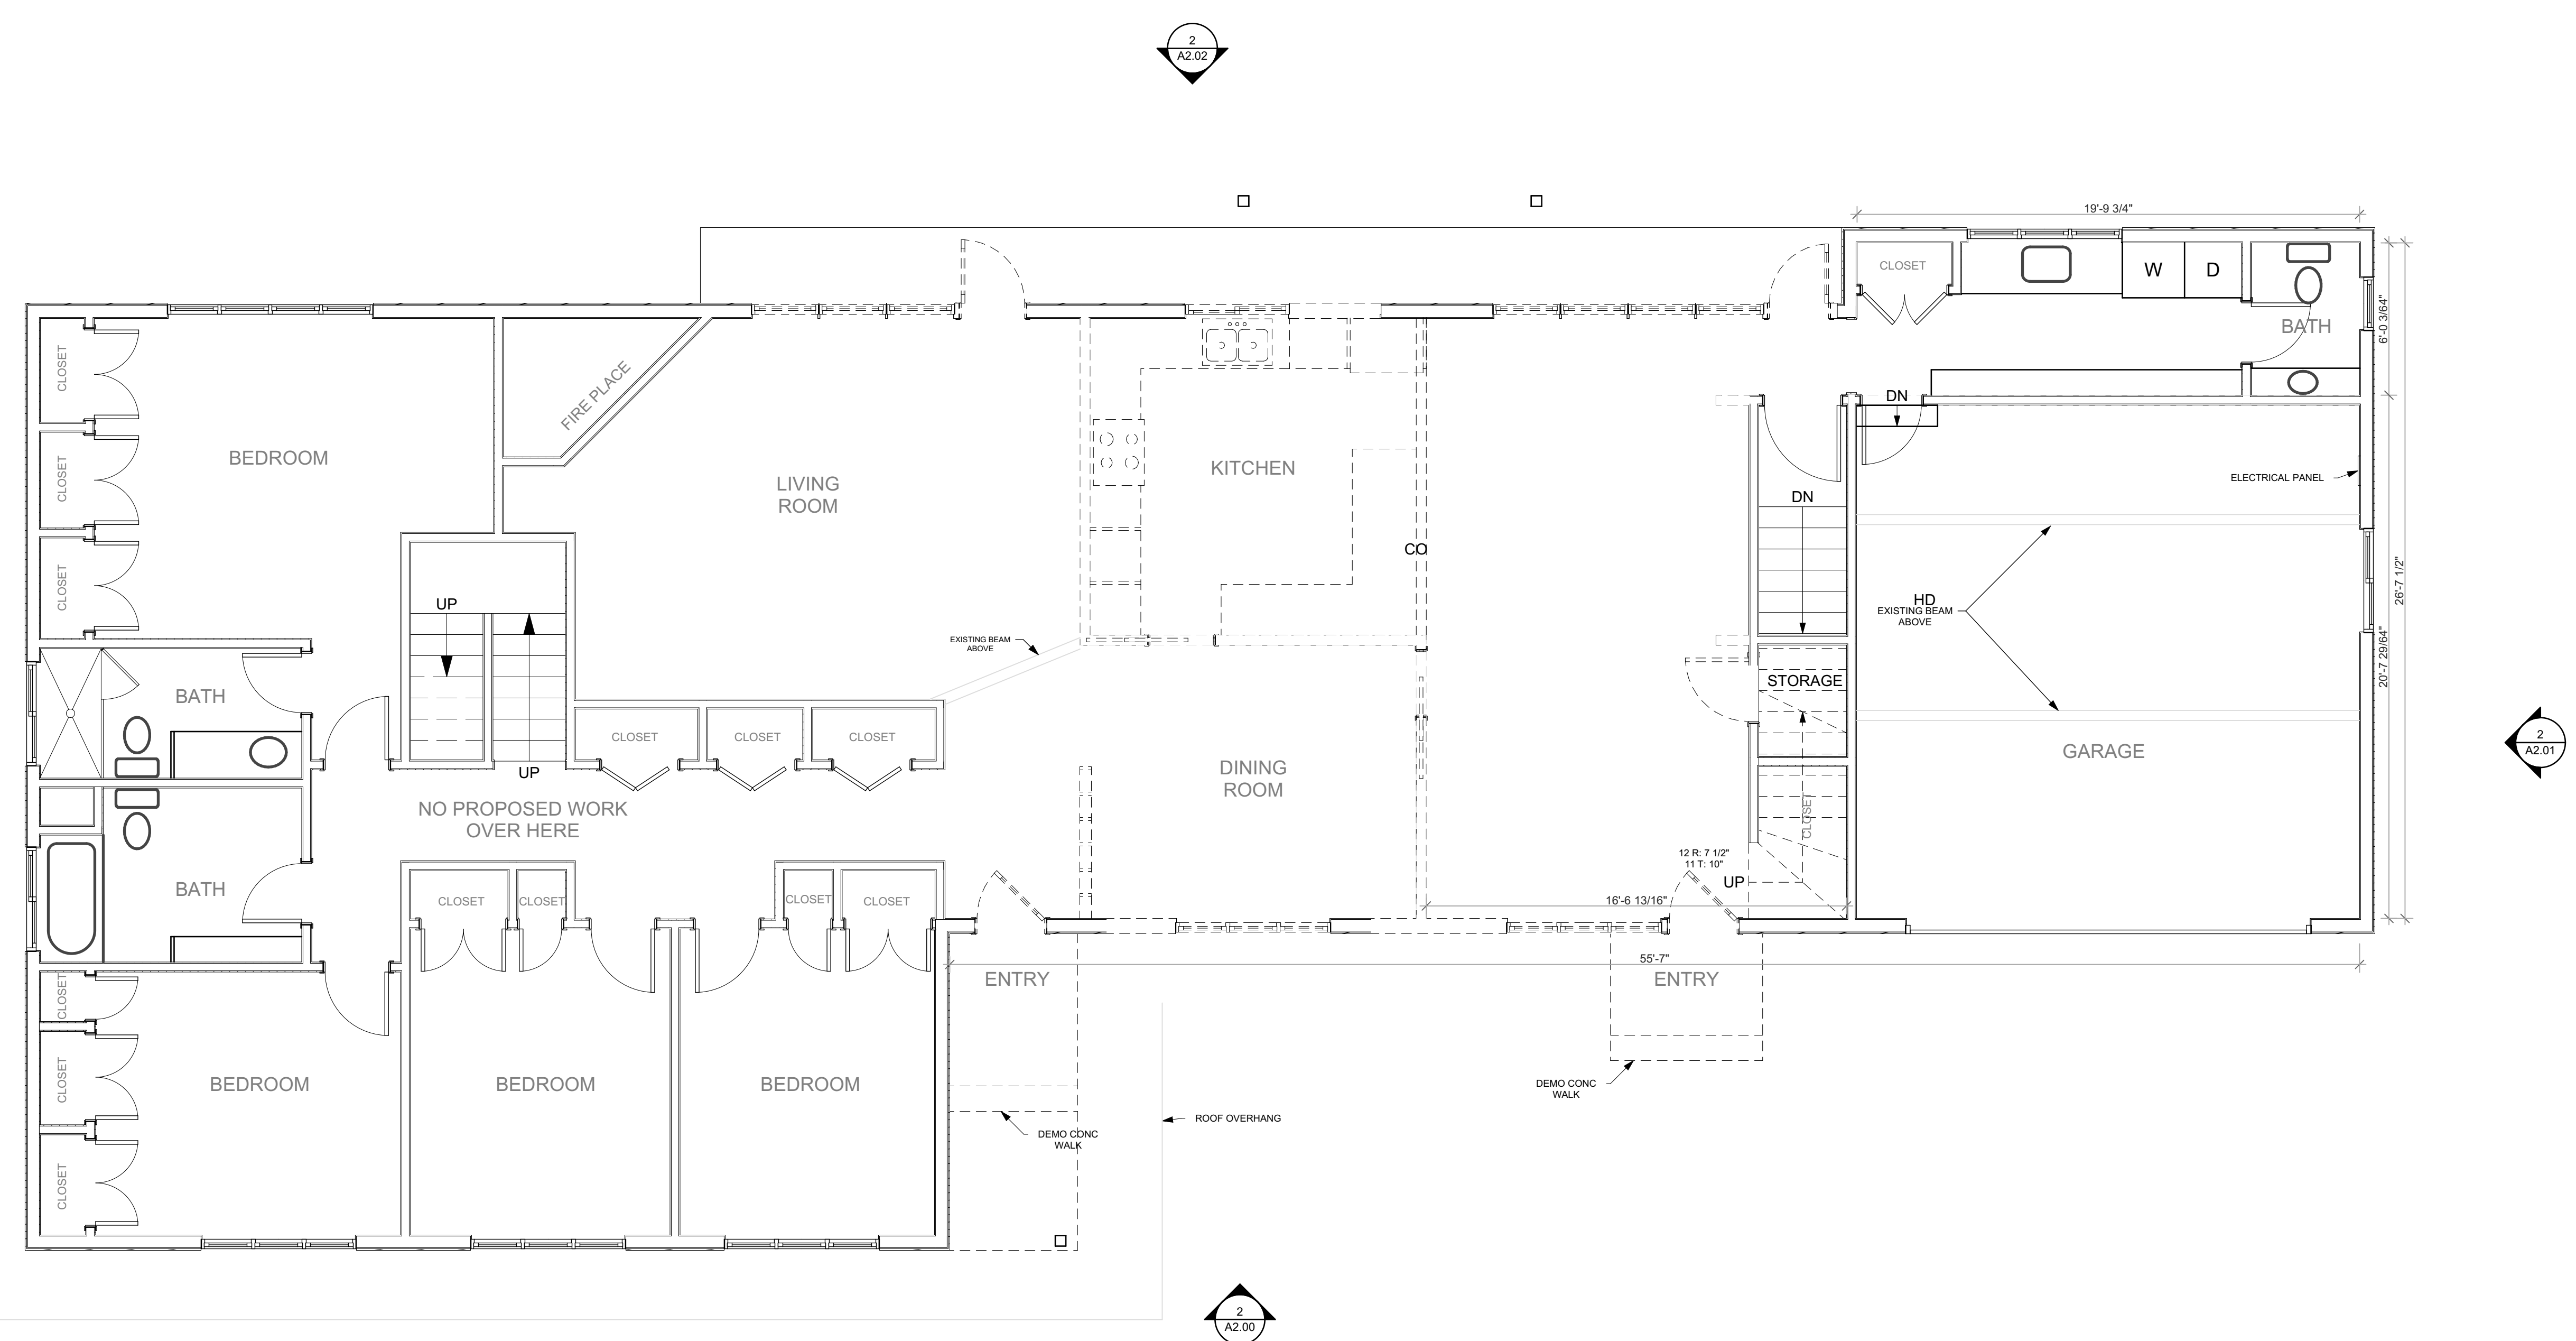 2
A2.02
19'-9 3/4"
CLOSET
W
D
BATH
6'-0 3/64"
26'-7 1/2"
20'-7 29/64"
CLOSET
CLOSET
CLOSET
BEDROOM
FIRE PLACE
LIVING
ROOM
KITCHEN
CO
DN
DN
ELECTRICAL PANEL
HD
EXISTING BEAM
ABOVE
UP
UP
EXISTING BEAM
ABOVE
STORAGE
BATH
CLOSET
CLOSET
CLOSET
DINING
ROOM
GARAGE
2
A2.01
NO PROPOSED WORK
OVER HERE
CLOSET
12 R: 7 1/2"
11 T: 10"
UP
BATH
CLOSET
CLOSET
CLOSET
CLOSET
16'-6 13/16"
55'-7"
ENTRY
ENTRY
CLOSET
CLOSET
CLOSET
BEDROOM
BEDROOM
BEDROOM
DEMO CONC
WALK
ROOF OVERHANG
DEMO CONC
WALK
2
A2.00